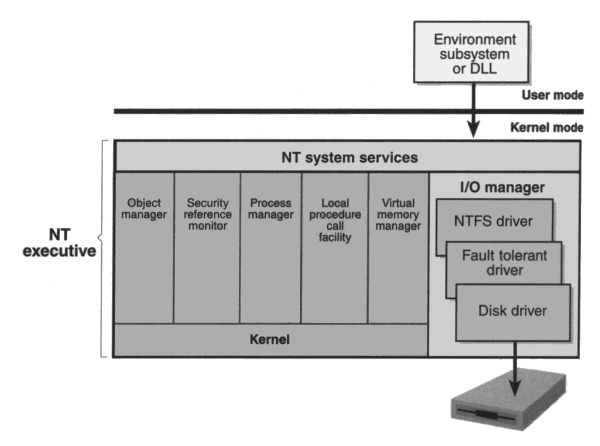 Environment
subsystem
or DLL
User mode
Kernel mode
NT system services
NT
executive
Object
manager
Security
reference
monitor
Process
manager
Local
procedure
call
facility
Virtual
memory
manager
I/O manager
NTFS driver
Fault tolerant
driver
Disk driver
Kernel